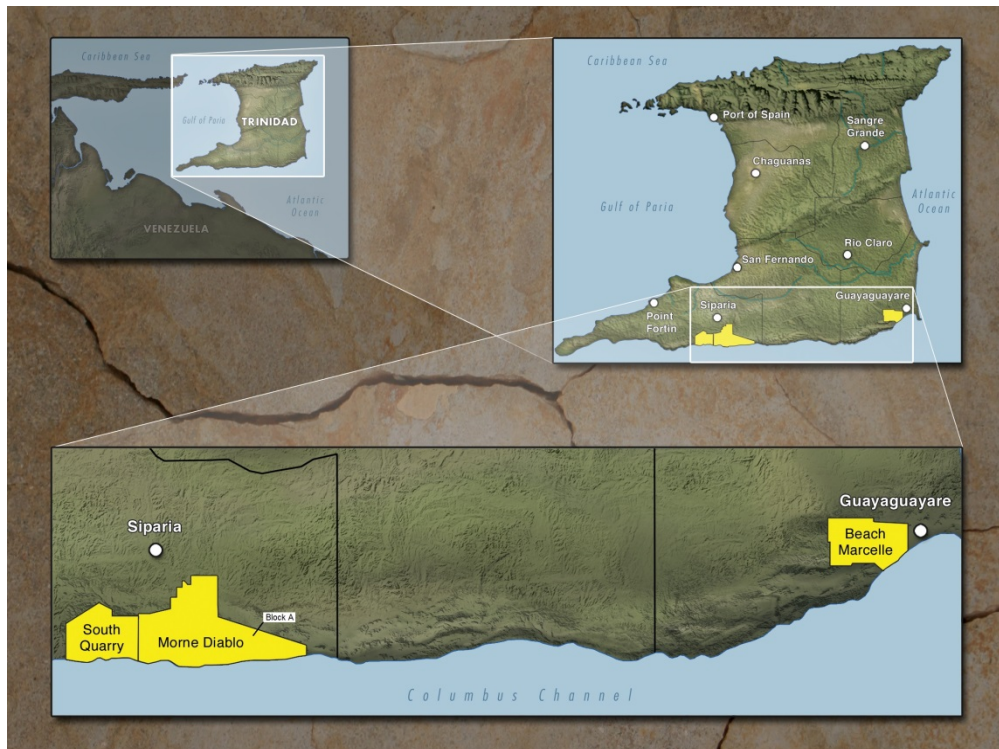 Caribbean Sea
Gulf of Paria
TRINIDAD
Atlantic
Ocean
VENEZUELA
Caribbean Sea
Port of Spain
Sangre
Grande
Chaguanas
Gulf of Paria
Atlantic
Ocean
Rio Claro
San Fernando
Guayaguayare
Siparia
Point
Fortin
Siparia
Guayaguayare
Beach
Marcelle
Block A
South
Quarry
Morne Diablo
Columbus Channel